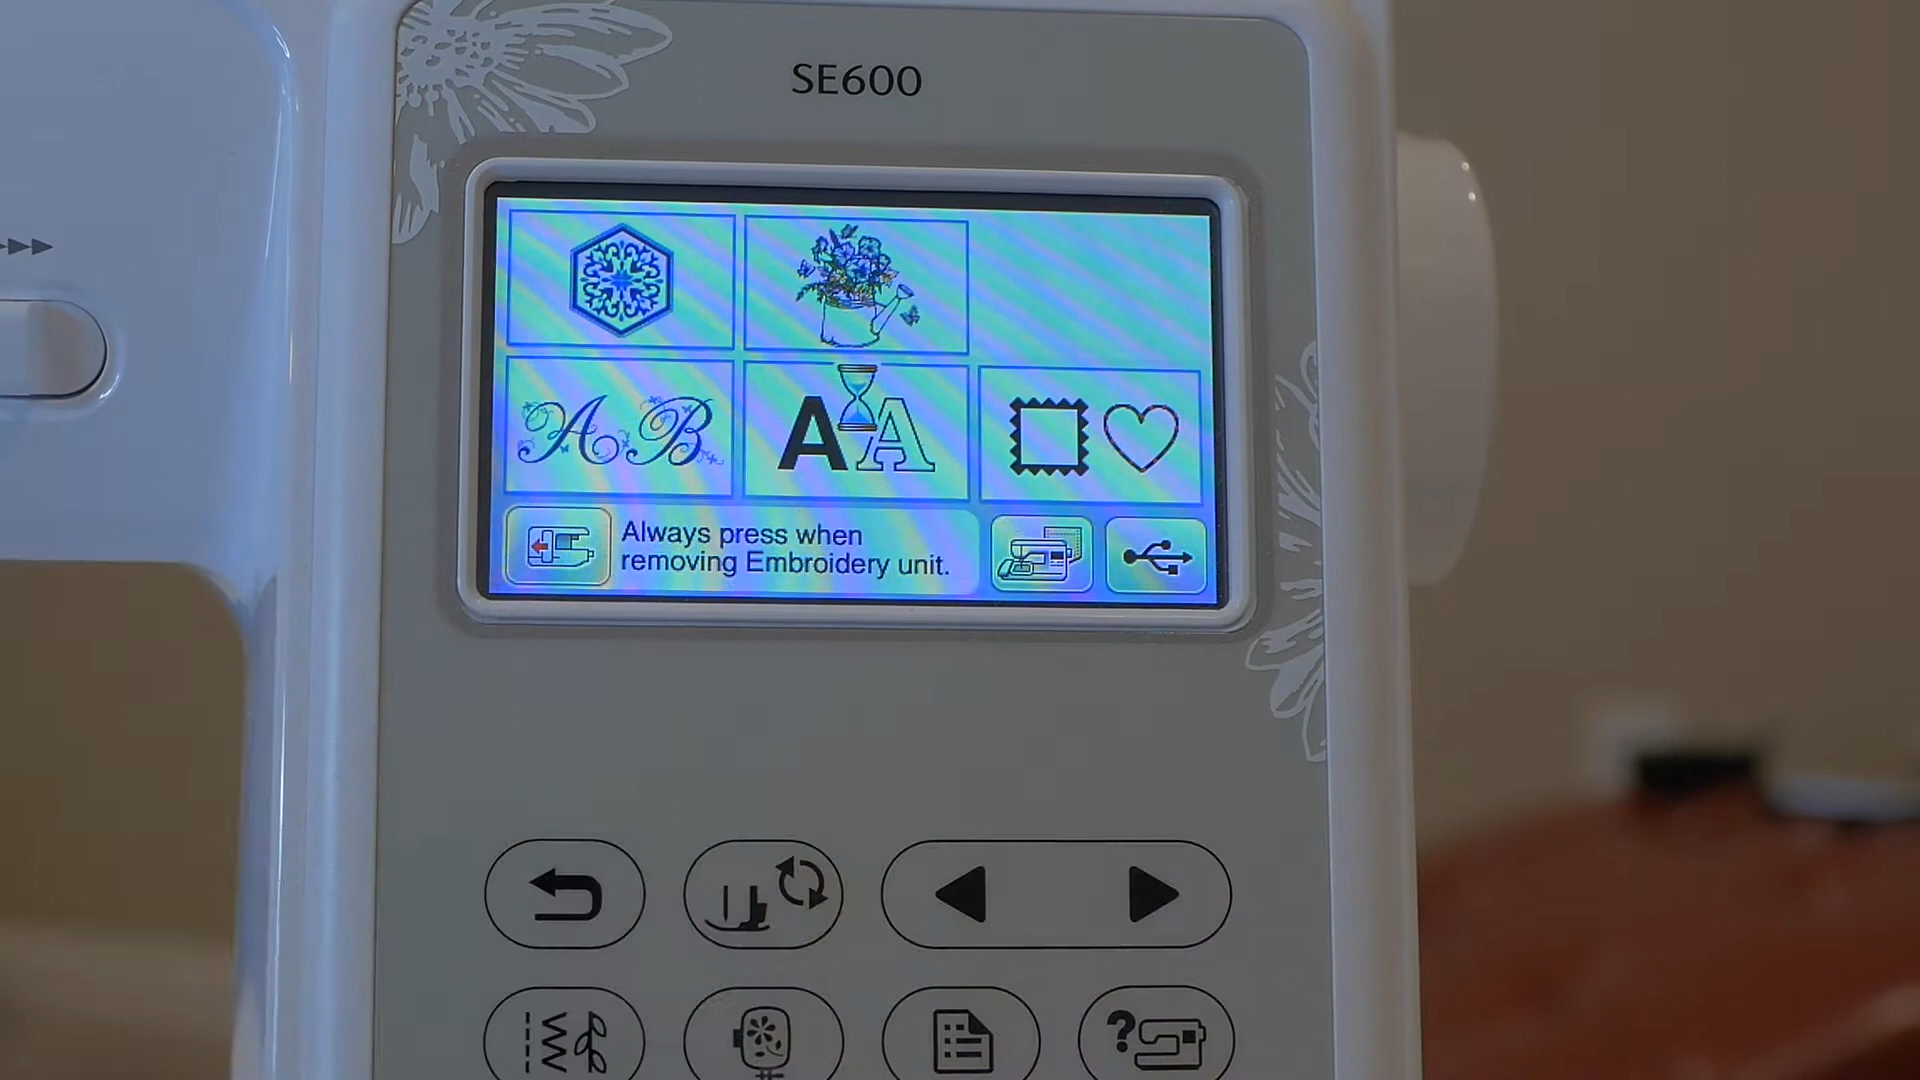 SE600
A B
A A
Always press when
removing Embroidery unit.
?